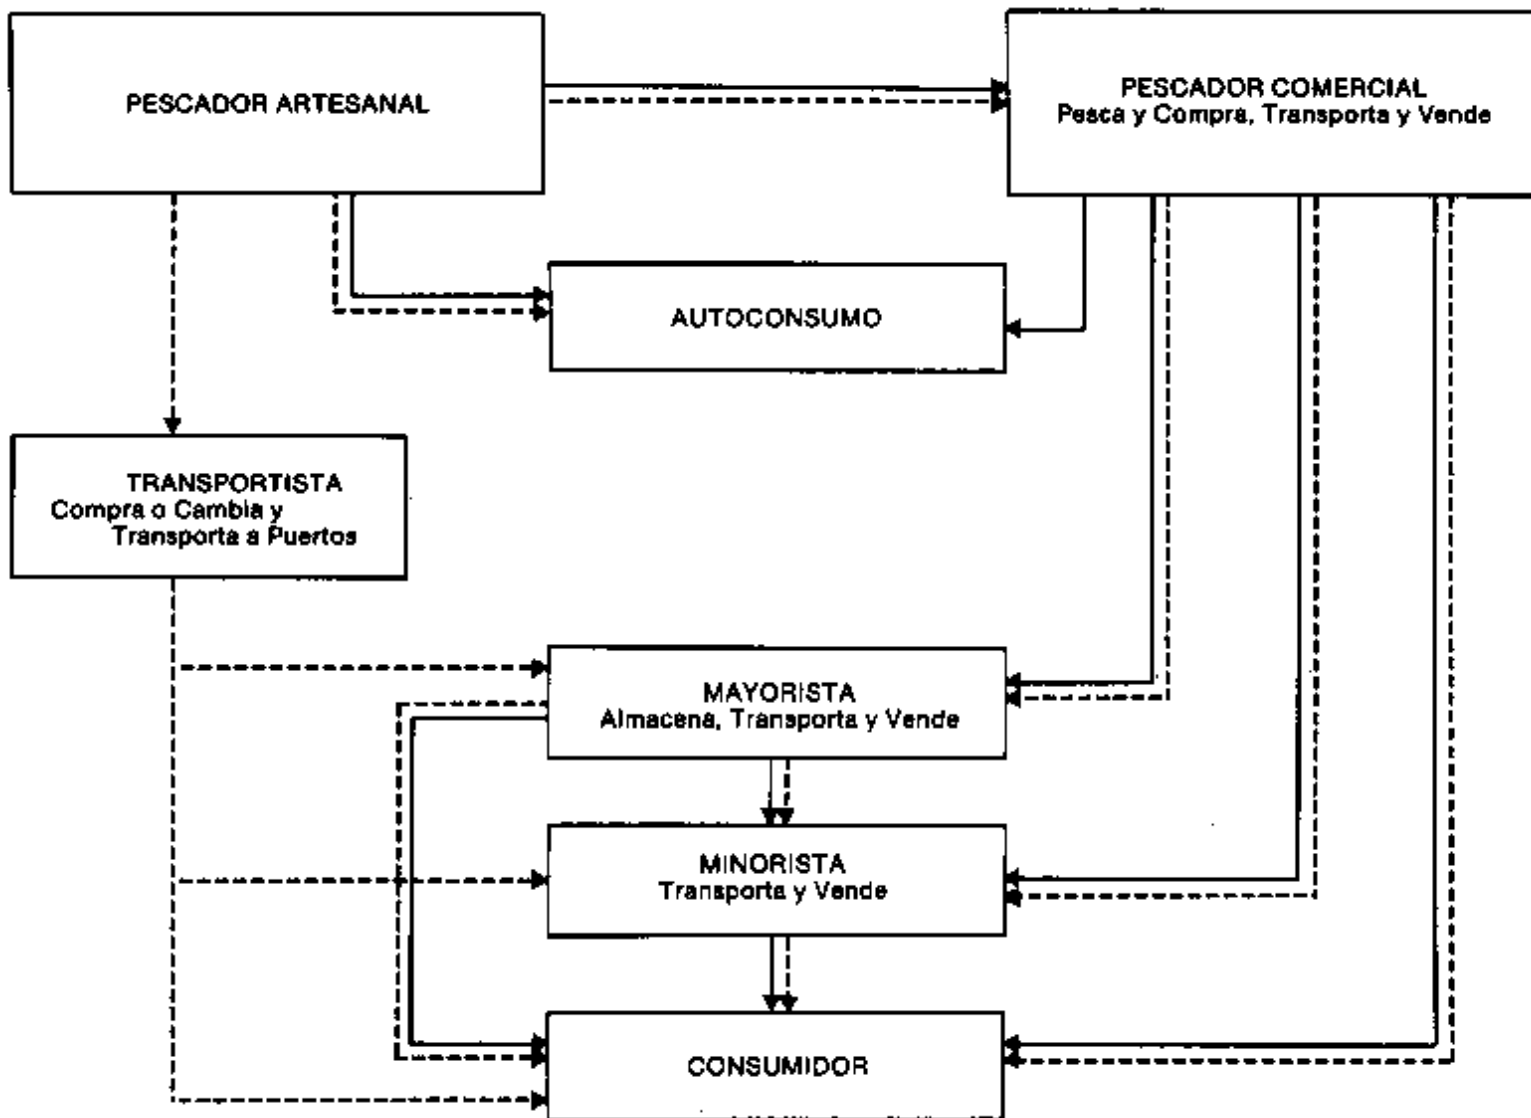 PESCADOR ARTESANAL
PESCADOR COMERCIAL
Pesca y Compra, Transporta y Vende
AUTOCONSUMO
TRANSPORTISTA
Compra o Cambia y
Transporta a Puertos
MAYORISTA
Almacena, Transporta y Vende
MINORISTA
Transporta y Vende
CONSUMIDOR